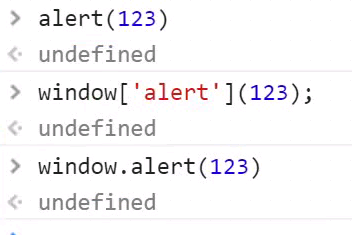 alert(123)
undefined
window['alert'](123);
undefined
window.alert(123)
undefined